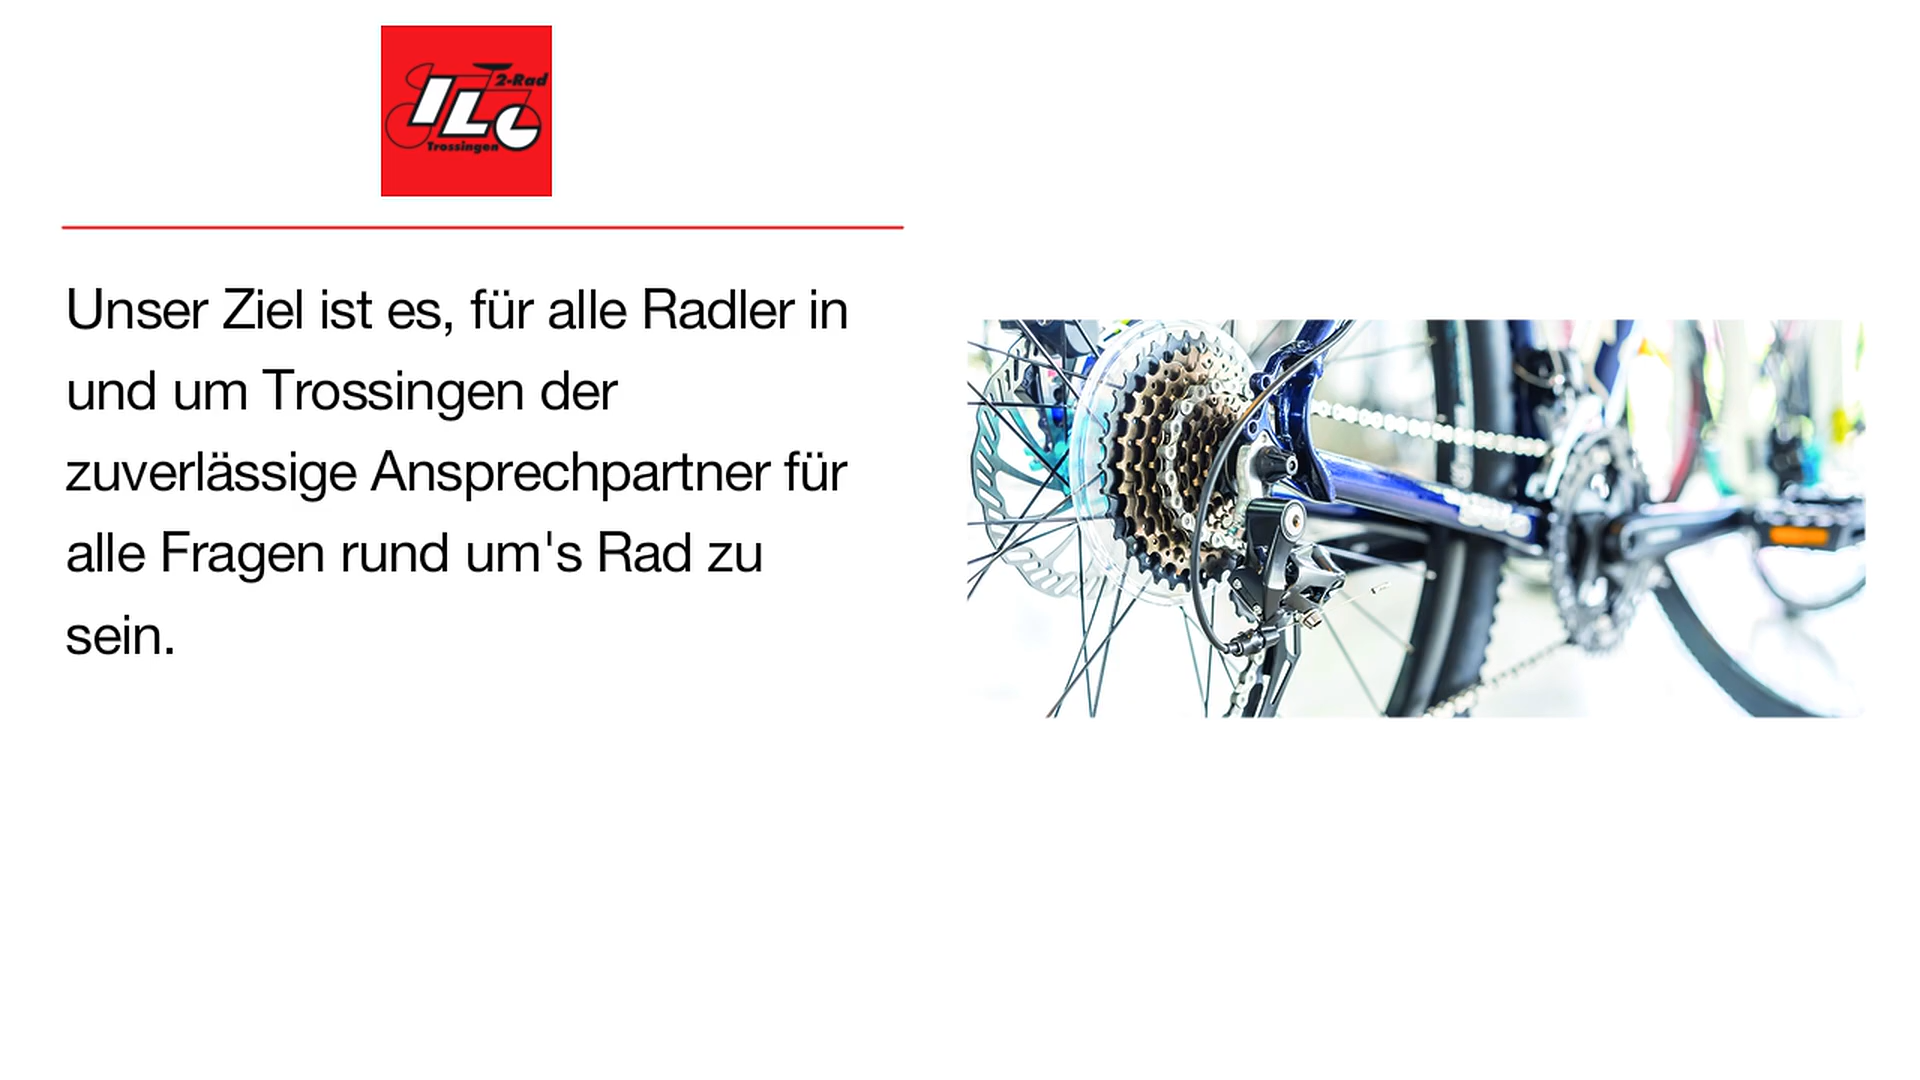 2-Rad
ILG
Trossingen
Unser Ziel ist es, für alle Radler in
und um Trossingen der
zuverlässige Ansprechpartner für
alle Fragen rund um's Rad zu
sein.